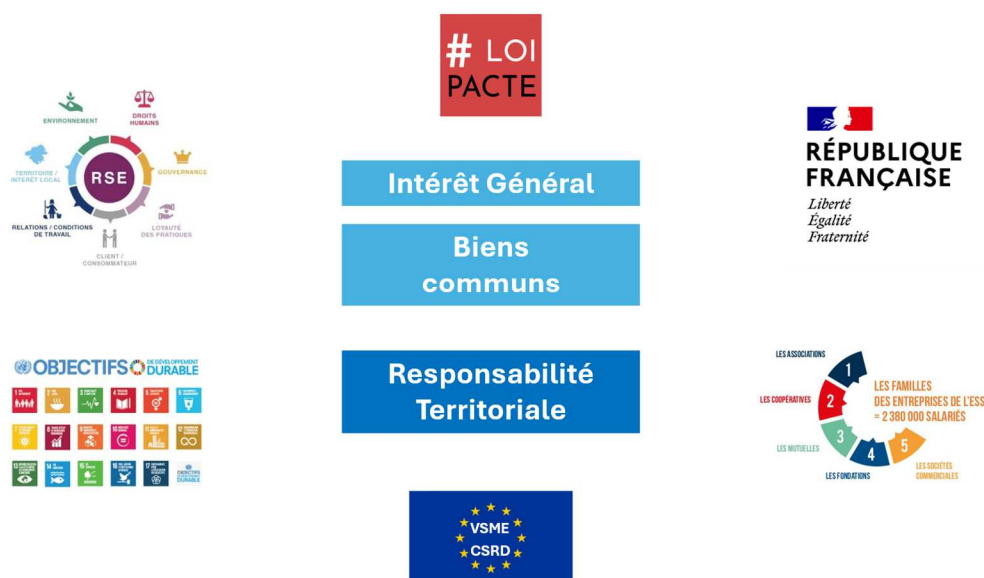 # LOI
PACTE
ENVIRONNEMENT
DROITS
HUMAINS
TERRITOIRE /
INTÉRÊT LOCAL
RSE
GOUVERNANCE
RELATIONS / CONDITIONS
DE TRAVAIL
LOYAUTÉ
DES PRATIQUES
CLIENT /
CONSOMMATEUR
Intérêt Général
Biens
communs
RÉPUBLIQUE
FRANÇAISE
Liberté
Égalité
Fraternité
OBJECTIFS DE DÉVELOPPEMENT
DURABLE
Responsabilité
Territoriale
LES ASSOCIATIONS
1
LES COOPÉRATIVES
2
LES MUTUELLES
3
LES FONDATIONS
4
5
LES SOCIÉTÉS
COMMERCIALES
LES FAMILLES
DES ENTREPRISES DE L'ESS
= 2 380 000 SALARIÉS
VSME
CSRD